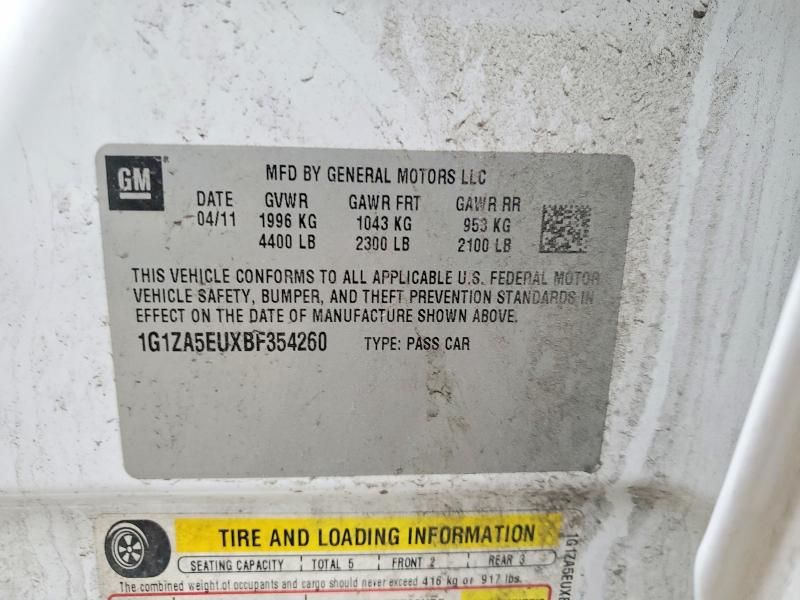 GM
MFD BY GENERAL MOTORS LLC
DATE GVWR GAWR FRT GAWR RR
04/11 1996 KG 1043 KG 953 KG
4400 LB 2300 LB 2100 LB
THIS VEHICLE CONFORMS TO ALL APPLICABLE U.S. FEDERAL MOTOR
VEHICLE SAFETY, BUMPER, AND THEFT PREVENTION STANDARDS IN
EFFECT ON THE DATE OF MANUFACTURE SHOWN ABOVE.
1G1ZA5EUXBF354260 TYPE: PASS CAR
TIRE AND LOADING INFORMATION
SEATING CAPACITY TOTAL 5 FRONT 2 REAR 3
The combined weight of occupants and cargo should never exceed 416 kg or 917 lbs.
1G1ZA5EUX